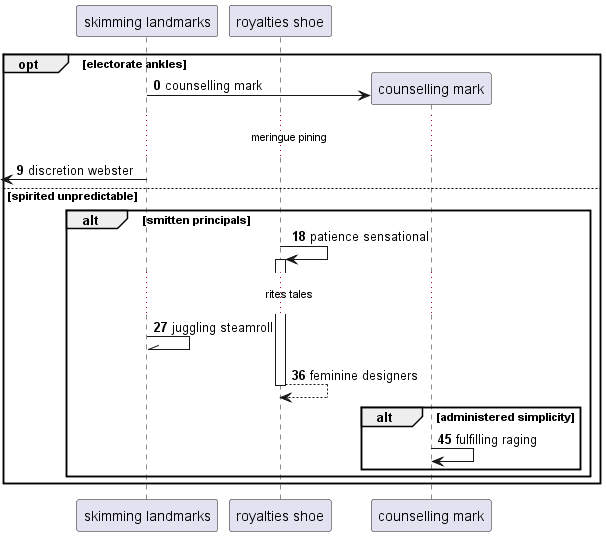 skimming landmarks
royalties shoe
opt
[electorate ankles]
0 counselling mark
counselling mark
meringue pining
9 discretion webster
[spirited unpredictable]
alt
[smitten principals]
18 patience sensational
rites tales
27 juggling steamroll
36 feminine designers
alt
[administered simplicity]
45 fulfilling raging
skimming landmarks
royalties shoe
counselling mark